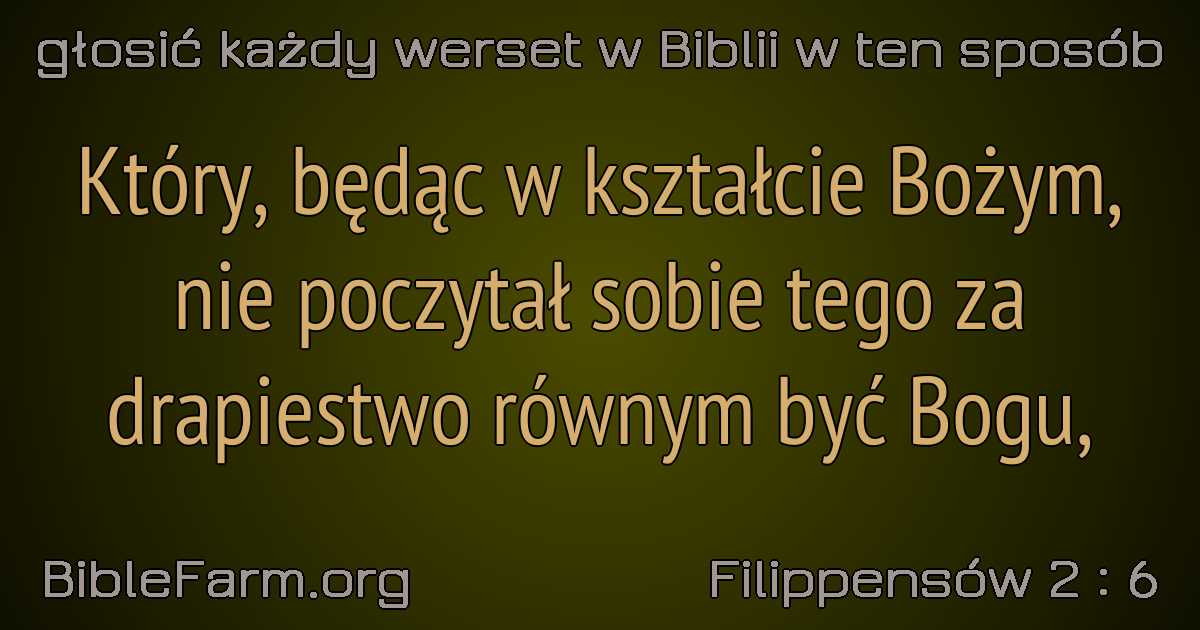 głosić każdy werset w Biblii w ten sposób
Który, będąc w kształcie Bożym,
nie poczytał sobie tego za
drapiestwo równym być Bogu,
BibleFarm.org
Filippensów 2 : 6